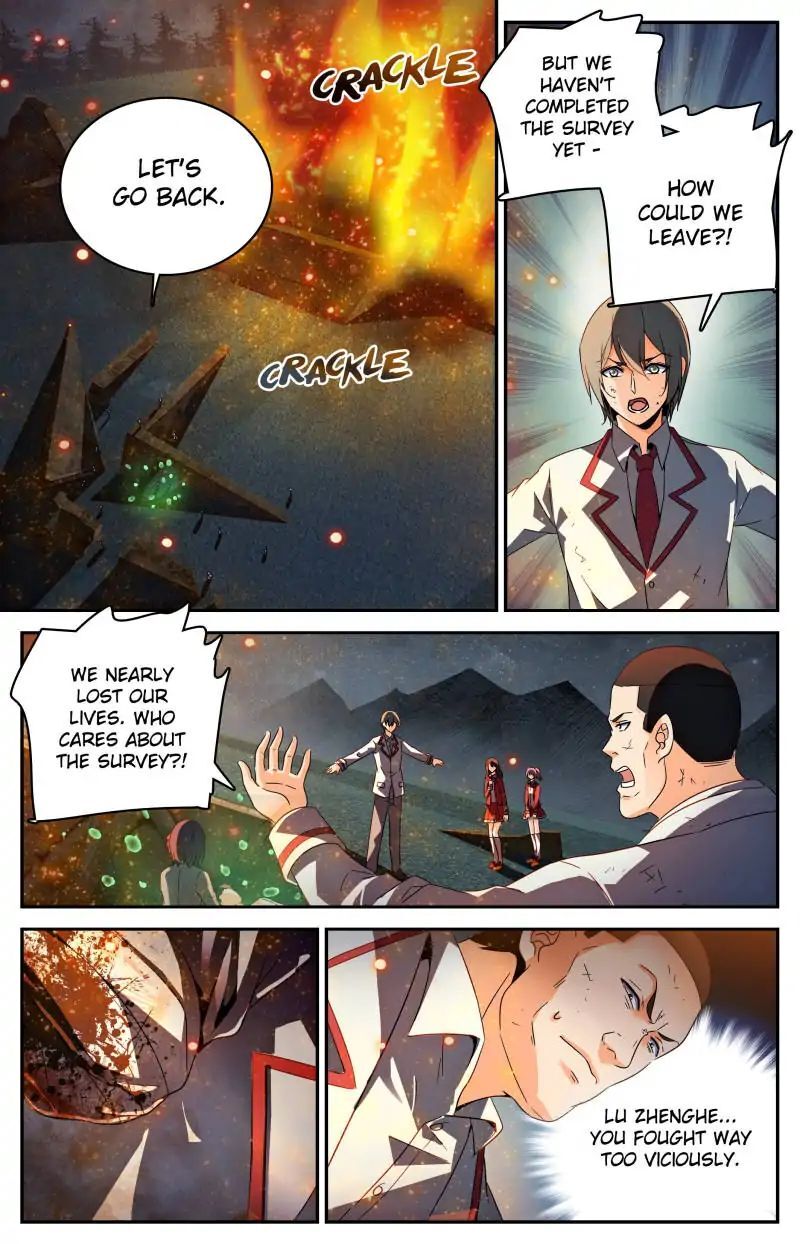 CRACKLE
LET'S
GO BACK.
CRACKLE
BUT WE
HAVEN'T
COMPLETED
THE SURVEY
YET -
HOW
COULD WE
LEAVE?!
WE NEARLY
LOST OUR
LIVES. WHO
CARES ABOUT
THE SURVEY?!
LU ZHENGHE...
YOU FOUGHT WAY
TOO VICIOUSLY.